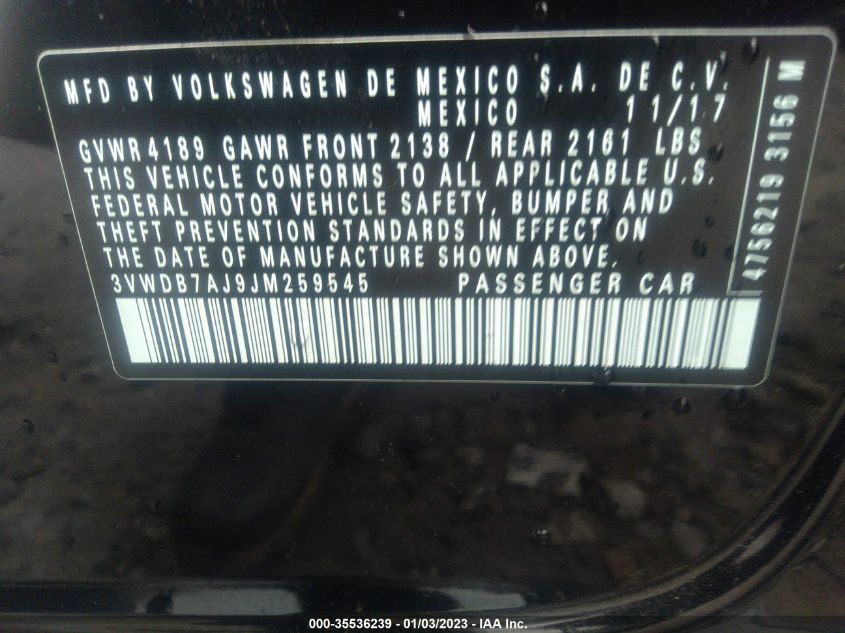 MFD BY VOLKSWAGEN DE MEXICO S.A. DE C.V.
MEXICO 11/17
GVWR 4189 GAWR FRONT 2138 / REAR 2161 LBS
THIS VEHICLE CONFORMS TO ALL APPLICABLE U.S.
FEDERAL MOTOR VEHICLE SAFETY, BUMPER AND
THEFT PREVENTION STANDARDS IN EFFECT ON
THE DATE OF MANUFACTURE SHOWN ABOVE.
3VWDB7AJ9JM259545 PASSENGER CAR
4756219 3156 M
000-35536239 - 01/03/2023 - IAA Inc.